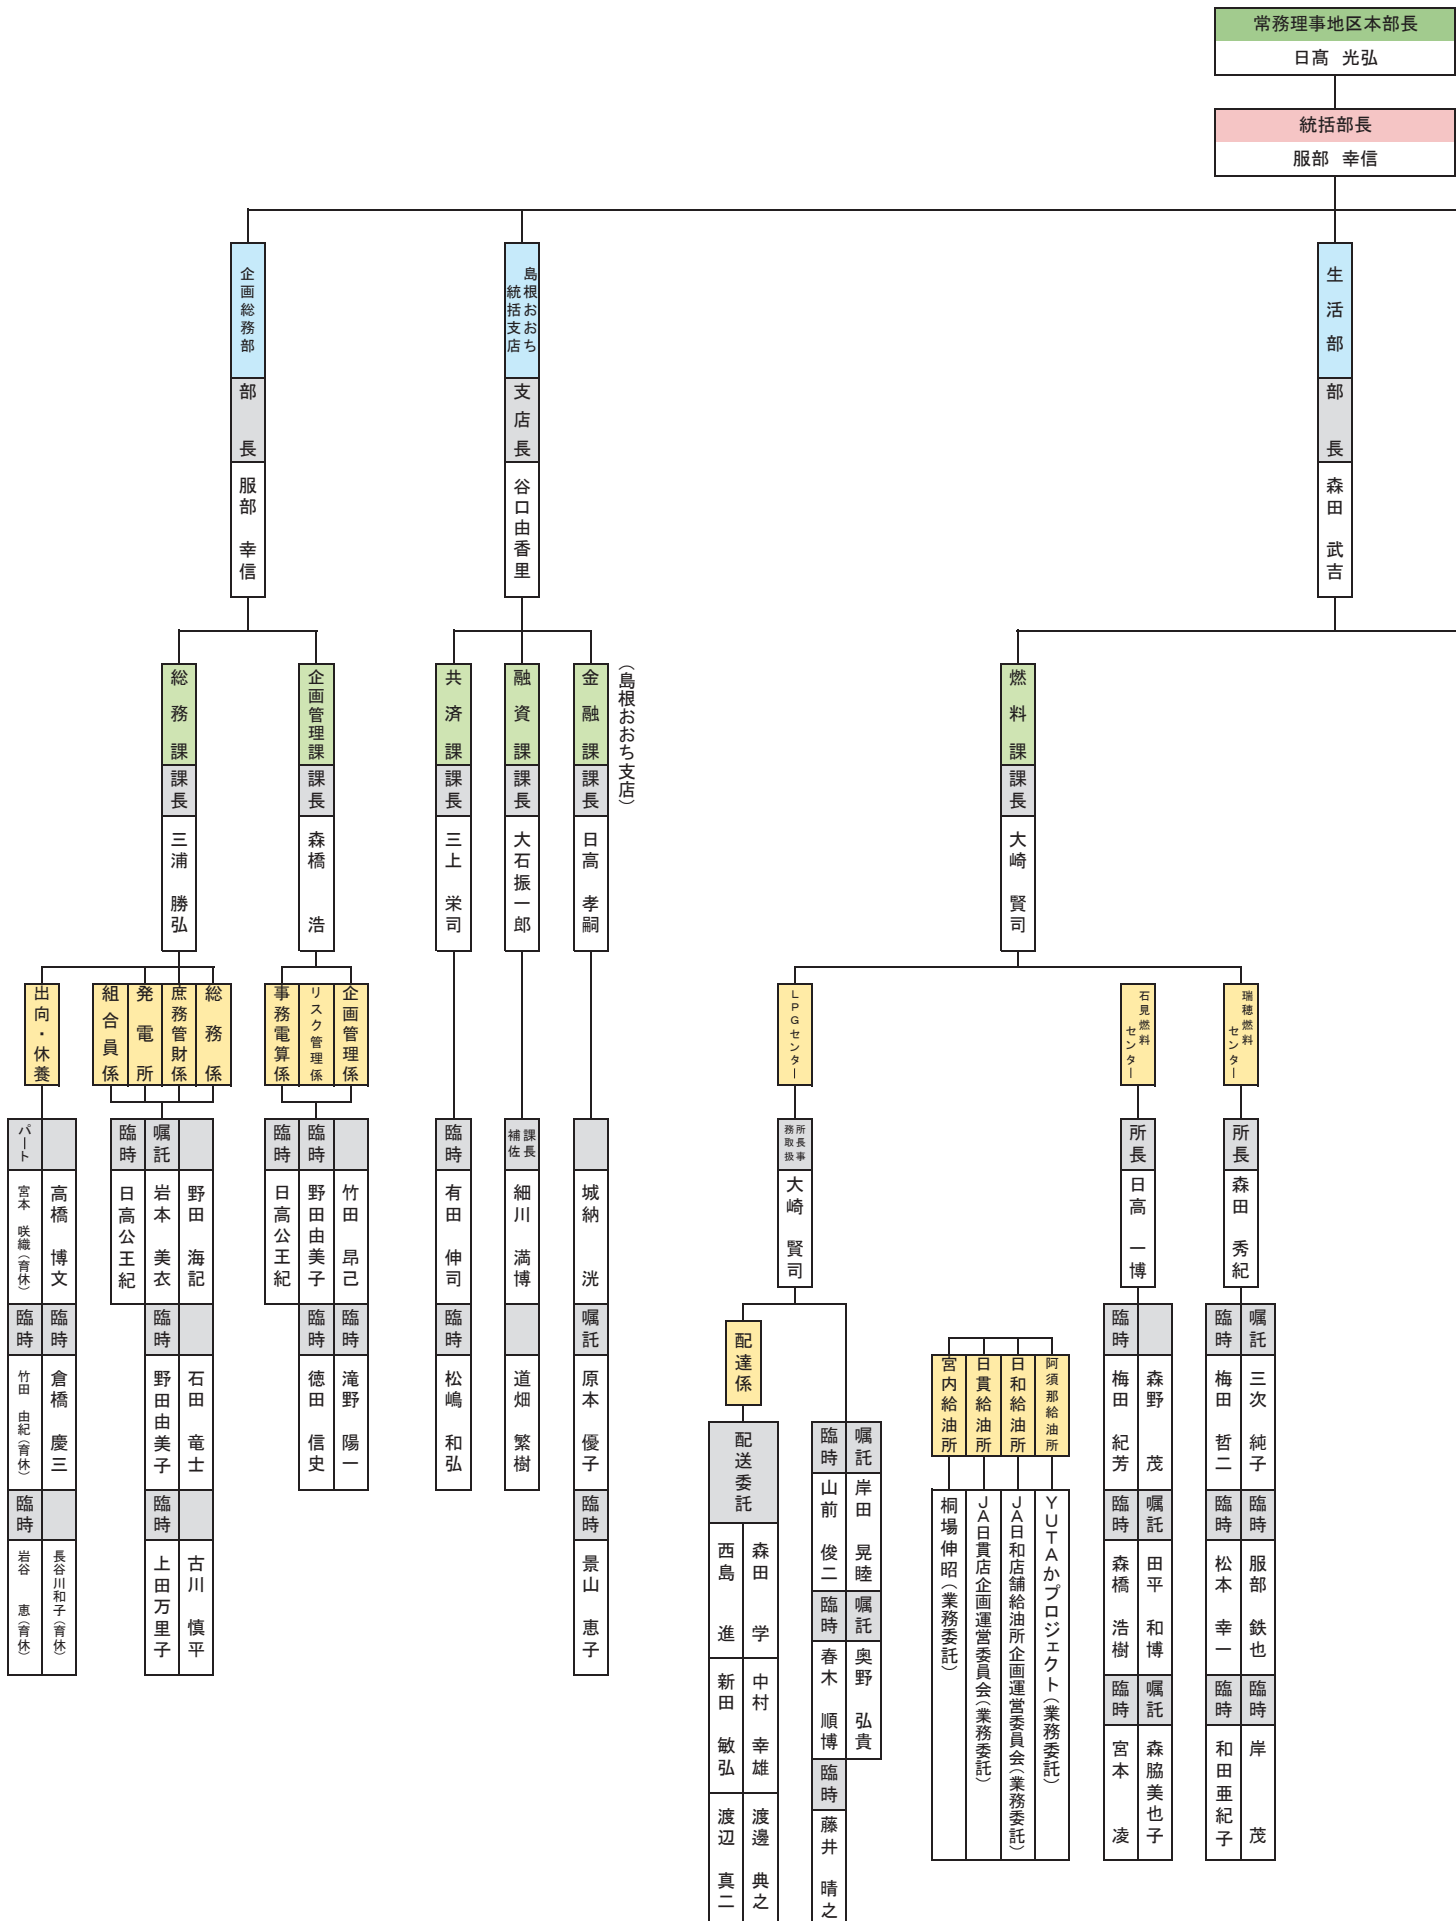 常務理事地区本部長
日髙 光弘
統括部長
服部 幸信
生活部
部長
森田 武吉
島根おおち
統括支店
支店長
谷口由香里
企画総務部
部長
服部 幸信
燃料課
課長
大崎 賢司
(島根おおち支店)
金融課
課長
日高 孝嗣
融資課
課長
大石振一郎
共済課
課長
三上 栄司
企画管理課
課長
森橋 浩
総務課
課長
三浦 勝弘
瑞穂燃料
センター
所長
森田 秀紀
嘱託
三次 純子
臨時
服部 鉄也
臨時
岸 茂
臨時
梅田 哲二
臨時
松本 幸一
臨時
和田亜紀子
石見燃料
センター
所長
日高 一博
森野 茂
嘱託
田平 和博
嘱託
森脇美也子
臨時
梅田 紀芳
臨時
森橋 浩樹
臨時
宮本 凌
阿須那給油所
YUTAかプロジェクト(業務委託)
日和給油所
JA日和店舗給油所企画運営委員会(業務委託)
日貫給油所
JA日貫店企画運営委員会(業務委託)
宮内給油所
桐場伸昭(業務委託)
LPGセンター
所長事
務取扱
大崎 賢司
嘱託
岸田 晃睦
嘱託
奥野 弘貴
臨時
山前 俊二
臨時
春木 順博
臨時
藤井 晴之
配達係
配送委託
森田 学
中村 幸雄
渡邊 典之
西島 進
新田 敏弘
渡辺 真二
城納 洸
嘱託
原本 優子
臨時
景山 恵子
課長
補佐
細川 満博
道畑 繁樹
臨時
有田 伸司
臨時
松嶋 和弘
企画管理係
リスク管理係
事務電算係
竹田 昂己
臨時
滝野 陽一
臨時
野田由美子
臨時
徳田 信史
臨時
日高公王紀
総務係
庶務管財係
発電所
組合員係
野田 海記
石田 竜士
古川 慎平
嘱託
岩本 美衣
臨時
野田由美子
臨時
上田万里子
臨時
日高公王紀
出向・休養
高橋 博文
臨時
倉橋 慶三
長谷川和子(育休)
パート
宮本 咲織(育休)
臨時
竹田 由紀(育休)
臨時
岩谷 恵(育休)